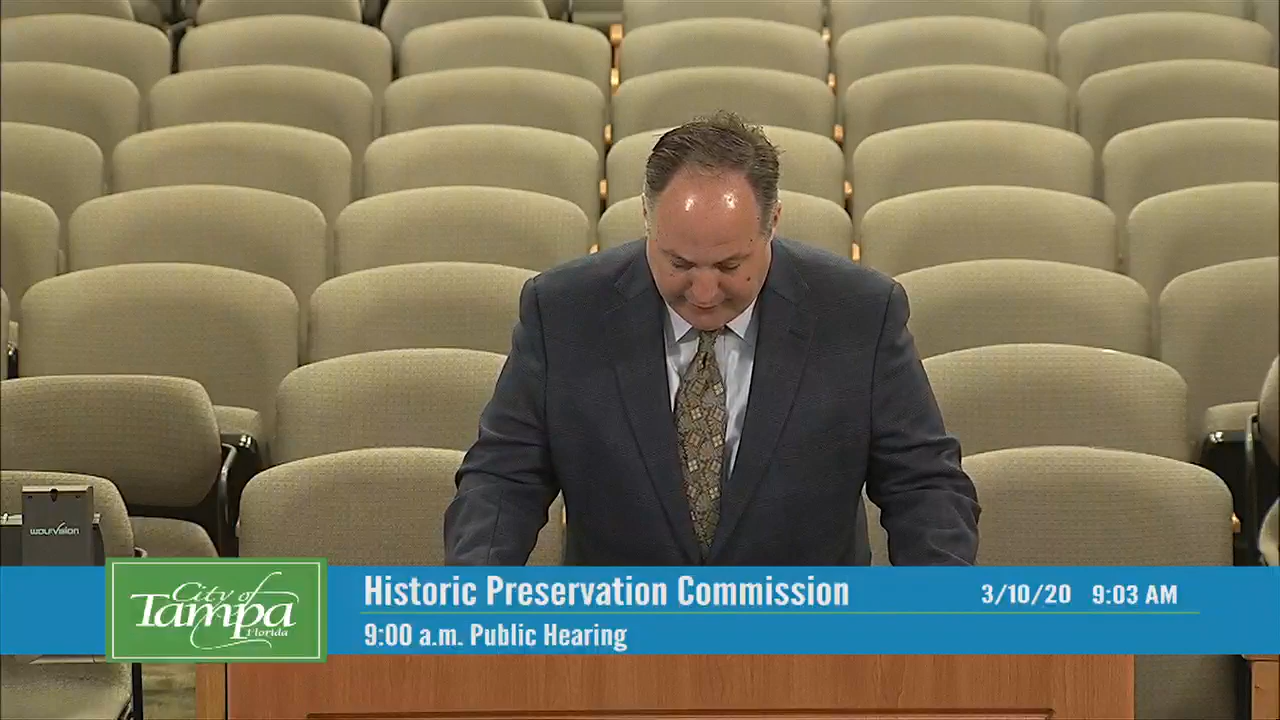 wolfvision
City of
Tampa
Florida
Historic Preservation Commission
3/10/20 9:03 AM
9:00 a.m. Public Hearing